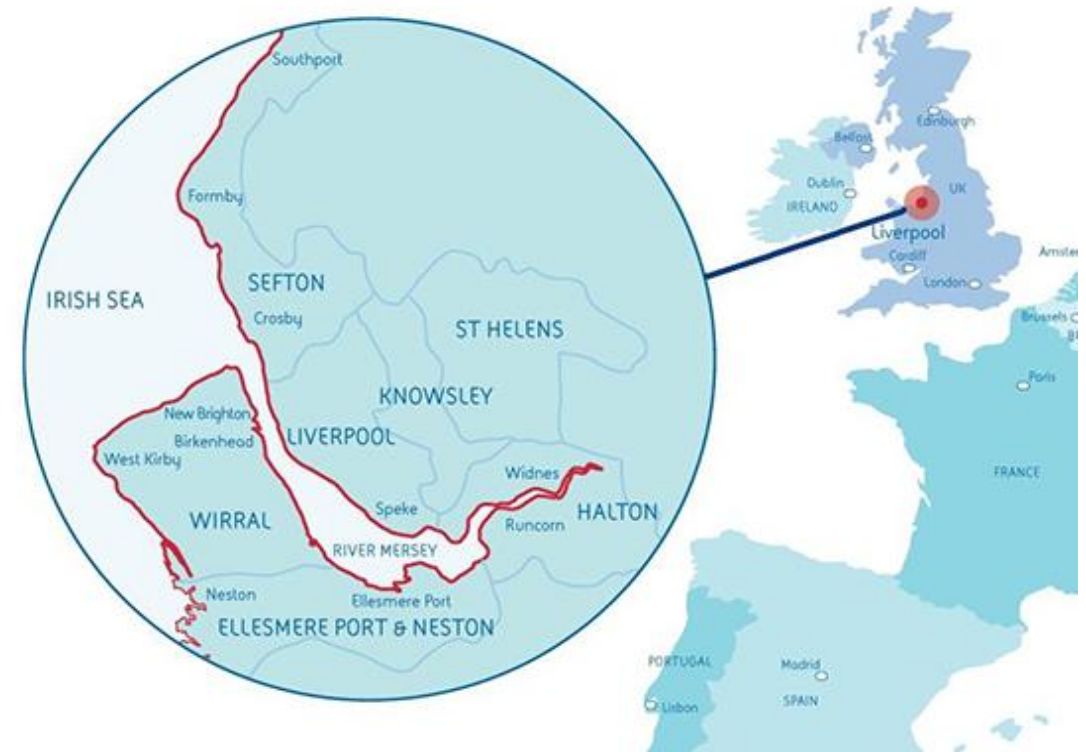 Southport
Formby
IRISH SEA
SEFTON
Crosby
ST HELENS
KNOWSLEY
New Brighton
LIVERPOOL
Birkenhead
West Kirby
Widnes
Speke
HALTON
WIRRAL
Runcorn
RIVER MERSEY
Neston
Ellesmere Port
ELLESMERE PORT & NESTON
Edinburgh
Belfast
Dublin
UK
IRELAND
Liverpool
Cardiff
London
Brussels
Paris
FRANCE
PORTUGAL
Madrid
Lisbon
SPAIN